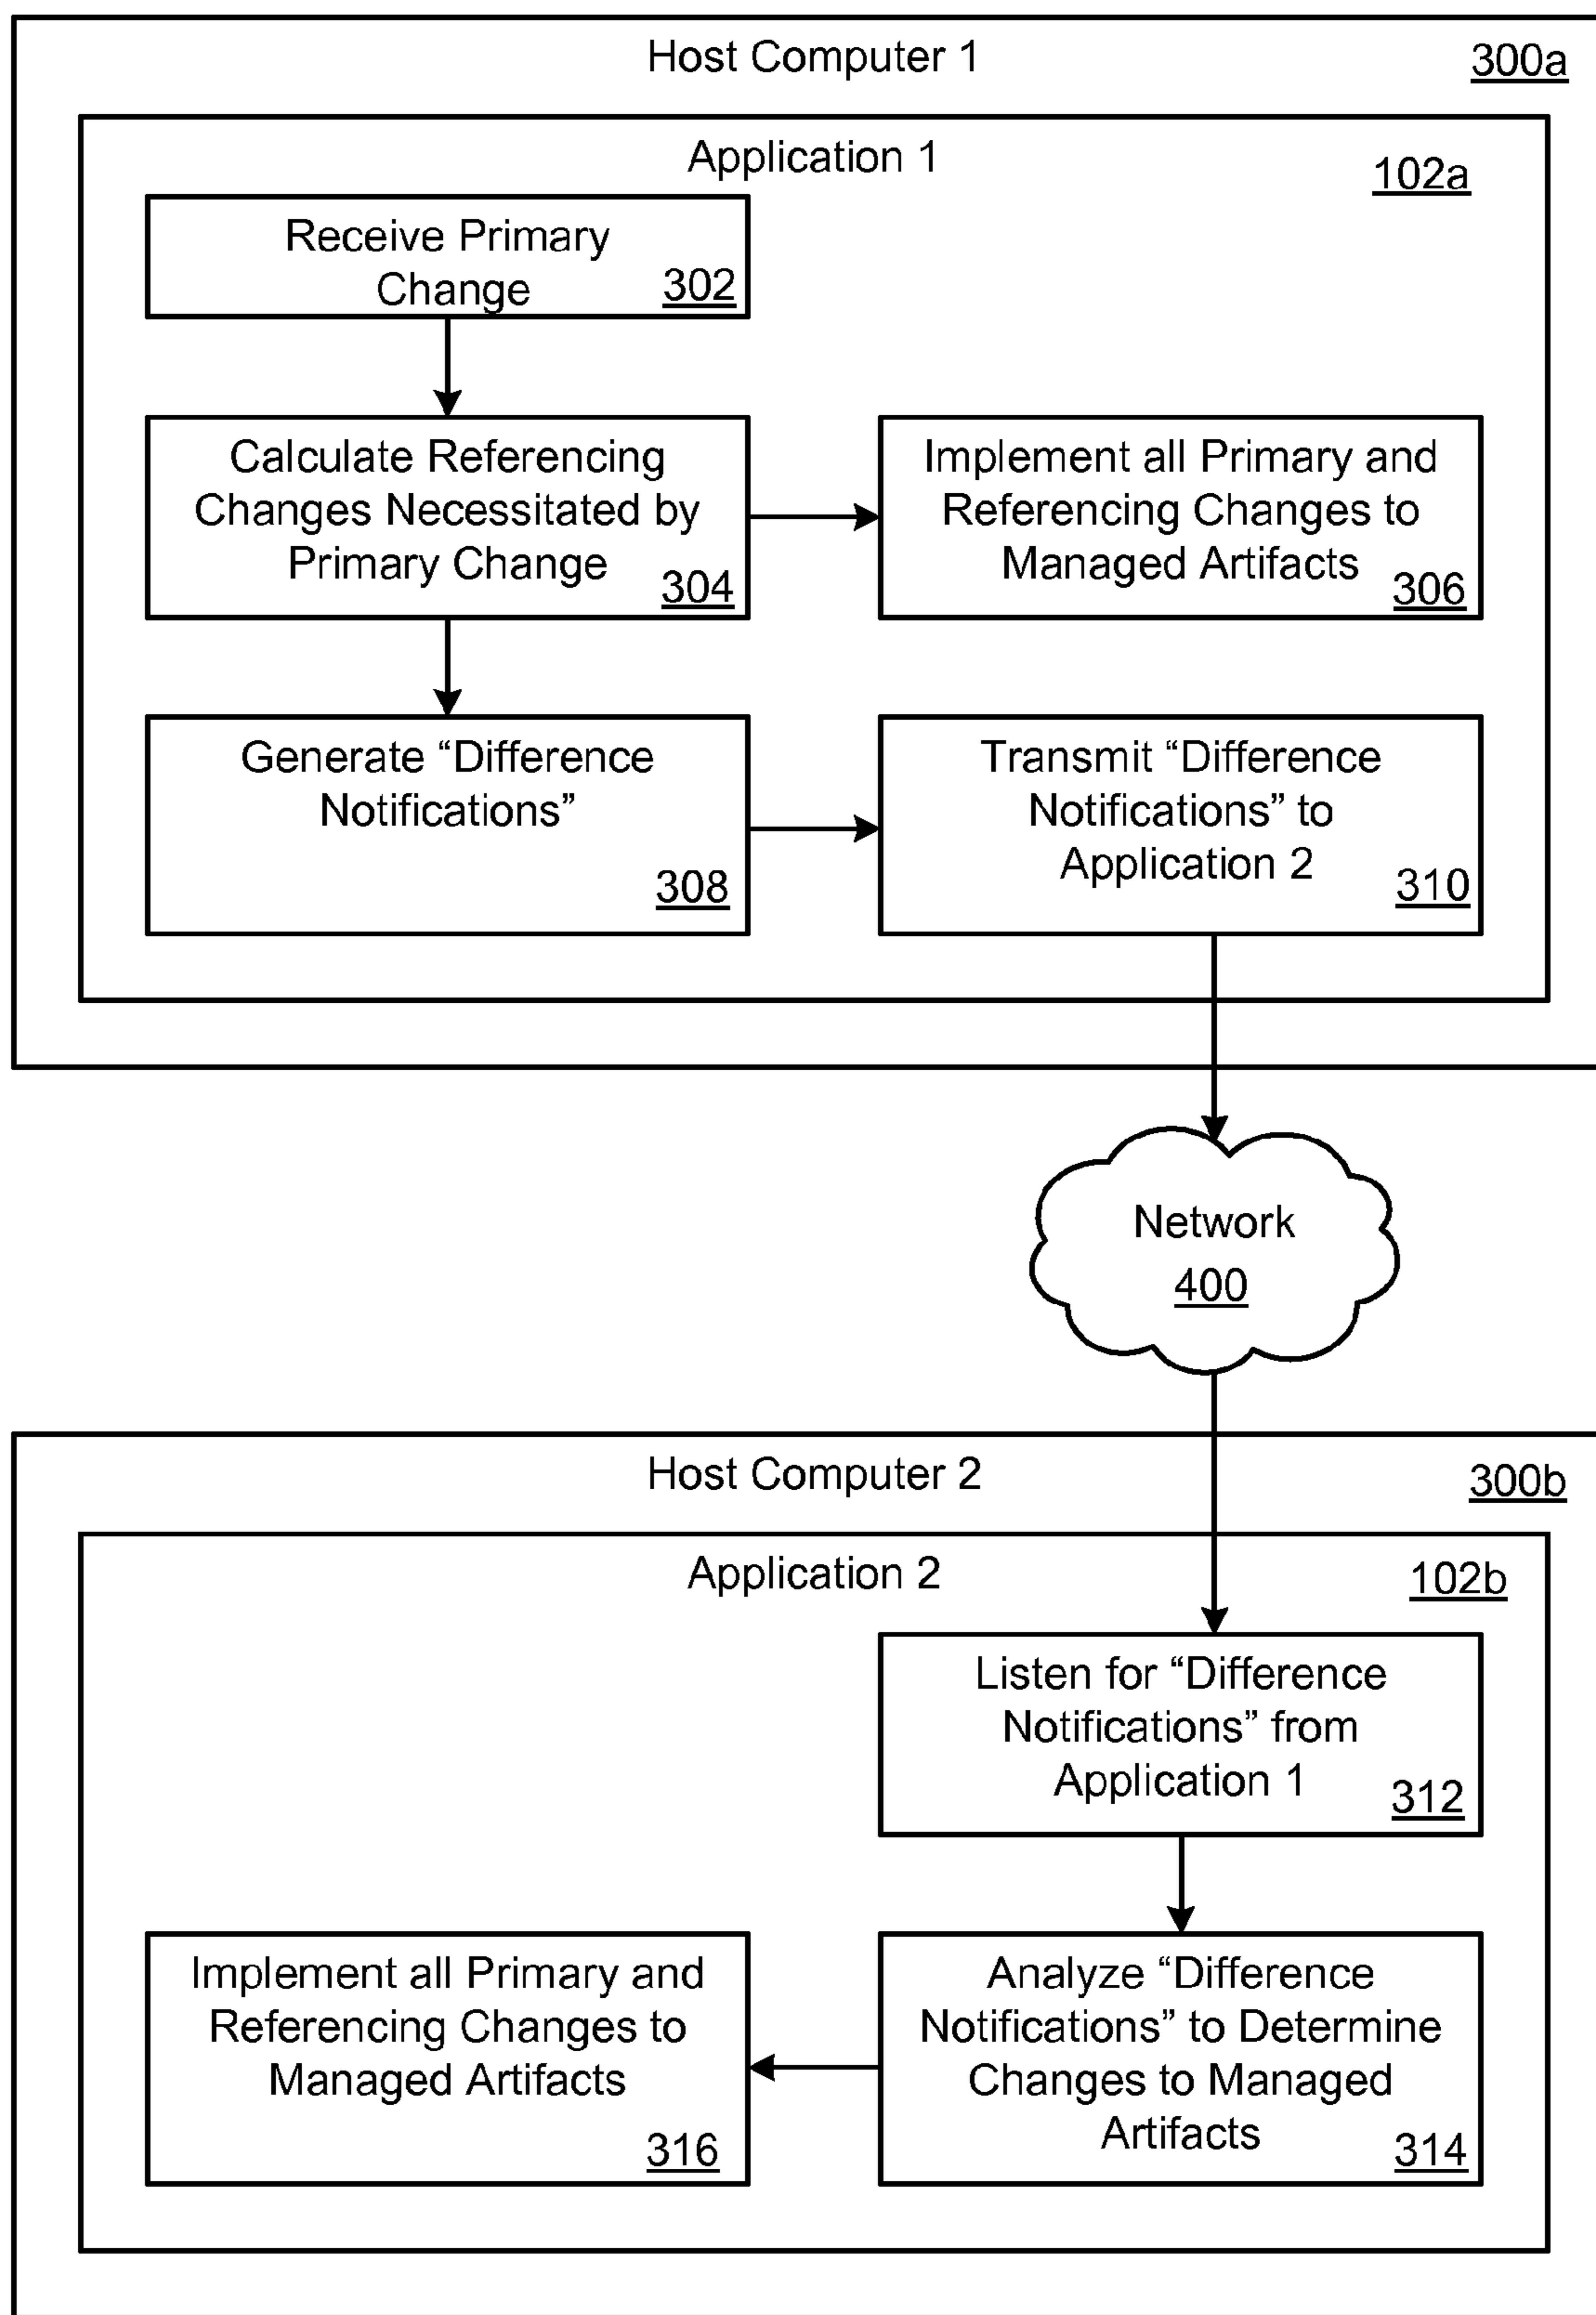 Host Computer 1
300a
Application 1
102a
Receive Primary
Change
302
Calculate Referencing
Changes Necessitated by
Primary Change
304
Implement all Primary and
Referencing Changes to
Managed Artifacts
306
Generate “Difference
Notifications”
308
Transmit “Difference
Notifications” to
Application 2
310
Network
400
Host Computer 2
300b
Application 2
102b
Listen for “Difference
Notifications” from
Application 1
312
Implement all Primary and
Referencing Changes to
Managed Artifacts
316
Analyze “Difference
Notifications” to Determine
Changes to Managed
Artifacts
314